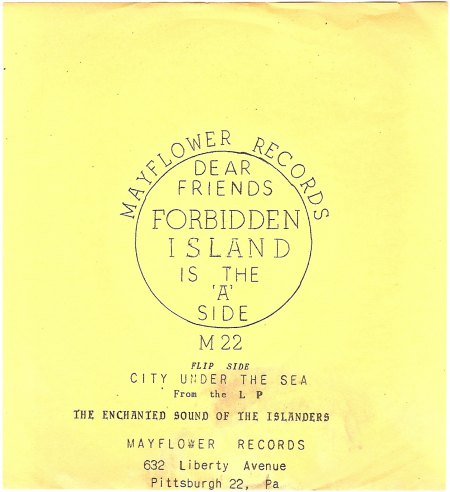 MAYFLOWER RECORDS
DEAR
FRIENDS
FORBIDDEN
ISLAND
IS THE
'A'
SIDE
M 22
FLIP SIDE
CITY UNDER THE SEA
From the L P
THE ENCHANTED SOUND OF THE ISLANDERS
MAYFLOWER RECORDS
632 Liberty Avenue
Pittsburgh 22, Pa